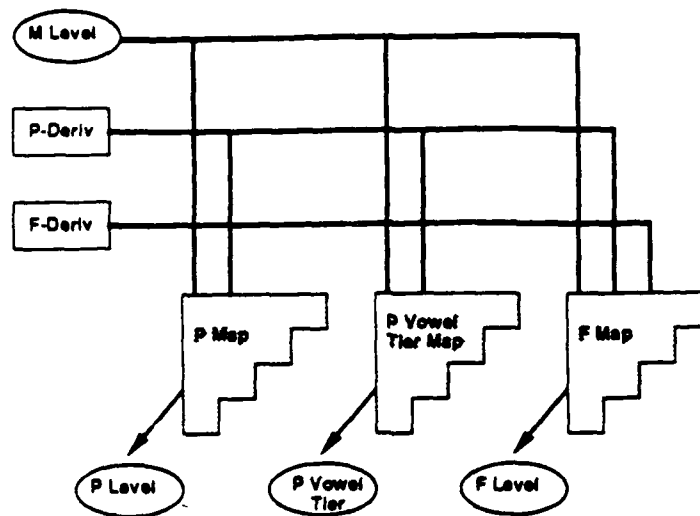 M Level
P-Deriv
F-Deriv
P Map
P Vowel
Tier Map
F Map
P Level
P Vowel
Tier
F Level